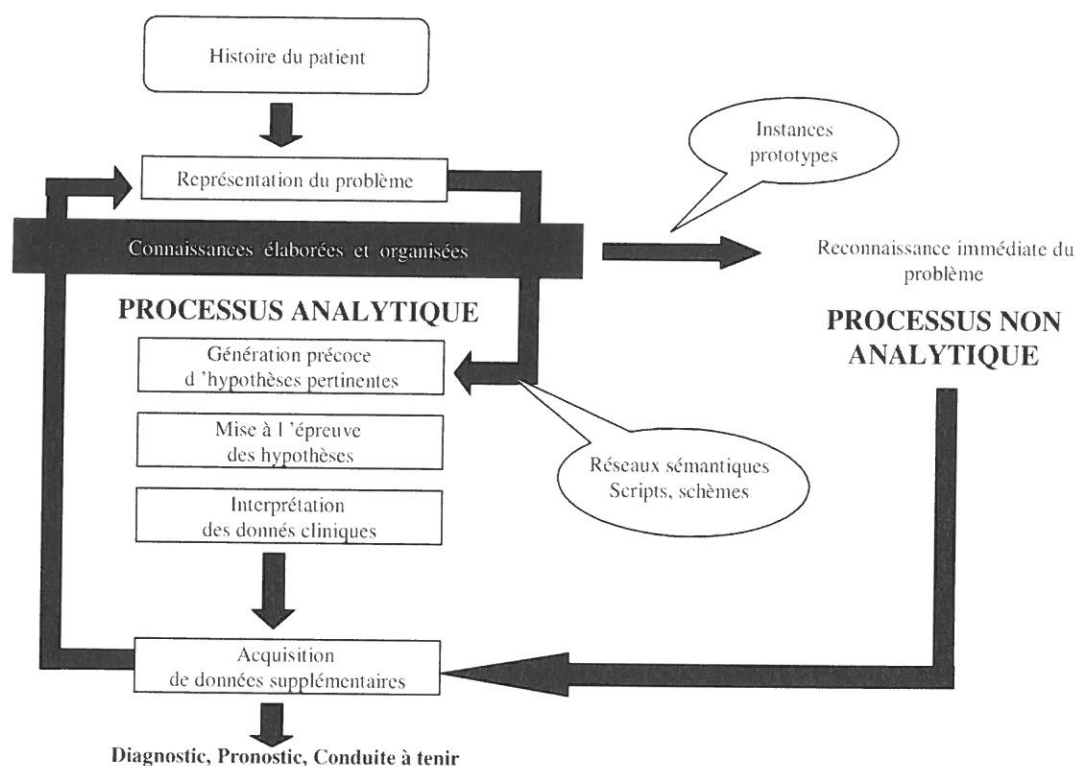 Histoire du patient
Instances
prototypes
Représentation du problème
Connaissances élaborées et organisées
Reconnaissance immédiate du
problème
PROCESSUS ANALYTIQUE
PROCESSUS NON
ANALYTIQUE
Génération précoce
d 'hypothèses pertinentes
Mise à l 'épreuve
des hypothèses
Réseaux sémantiques
Scripts, schèmes
Interprétation
des donnés cliniques
Acquisition
de données supplémentaires
Diagnostic, Pronostic, Conduite à tenir